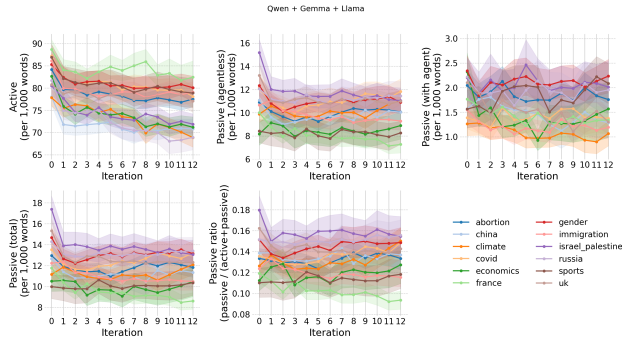 Qwen + Gemma + Llama
Active
(per 1,000 words)
90
85
80
75
70
65
0 1 2 3 4 5 6 7 8 9 10 11 12
Iteration
Passive (agentless)
(per 1,000 words)
16
14
12
10
8
6
0 1 2 3 4 5 6 7 8 9 10 11 12
Iteration
Passive (with agent)
(per 1,000 words)
3.0
2.5
2.0
1.5
1.0
0 1 2 3 4 5 6 7 8 9 10 11 12
Iteration
Passive (total)
(per 1,000 words)
18
16
14
12
10
8
0 1 2 3 4 5 6 7 8 9 10 11 12
Iteration
Passive ratio
(passive / (active+passive))
0.18
0.16
0.14
0.12
0.10
0.08
0 1 2 3 4 5 6 7 8 9 10 11 12
Iteration
abortion
china
climate
covid
economics
france
gender
immigration
israel_palestine
russia
sports
uk